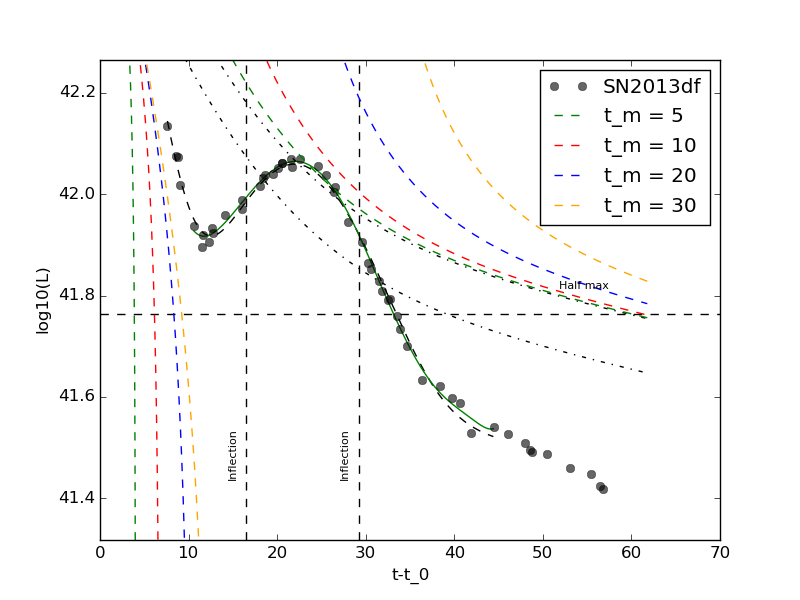 SN2013df
t_m = 5
t_m = 10
t_m = 20
t_m = 30
Half max
Inflection
Inflection
42.2
42.0
41.8
41.6
41.4
log10(L)
0 10 20 30 40 50 60 70
t-t_0